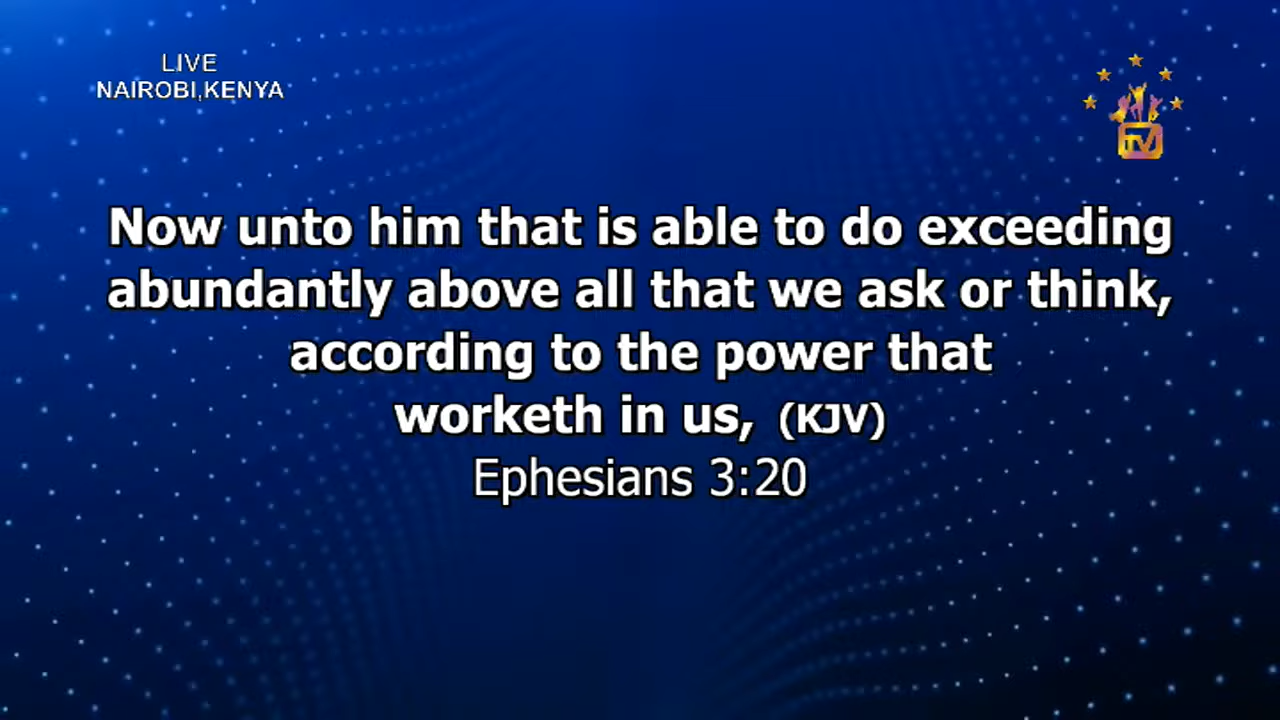 LIVE
NAIROBI,KENYA
TV
Now unto him that is able to do exceeding
abundantly above all that we ask or think,
according to the power that
worketh in us, (KJV)
Ephesians 3:20